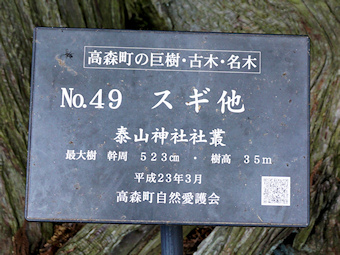 高森町の巨樹・古木・名木
No.49 スギ他
泰山神社社叢
最大樹 幹周 523㎝ ・ 樹高 35m
平成23年3月
高森町自然愛護会